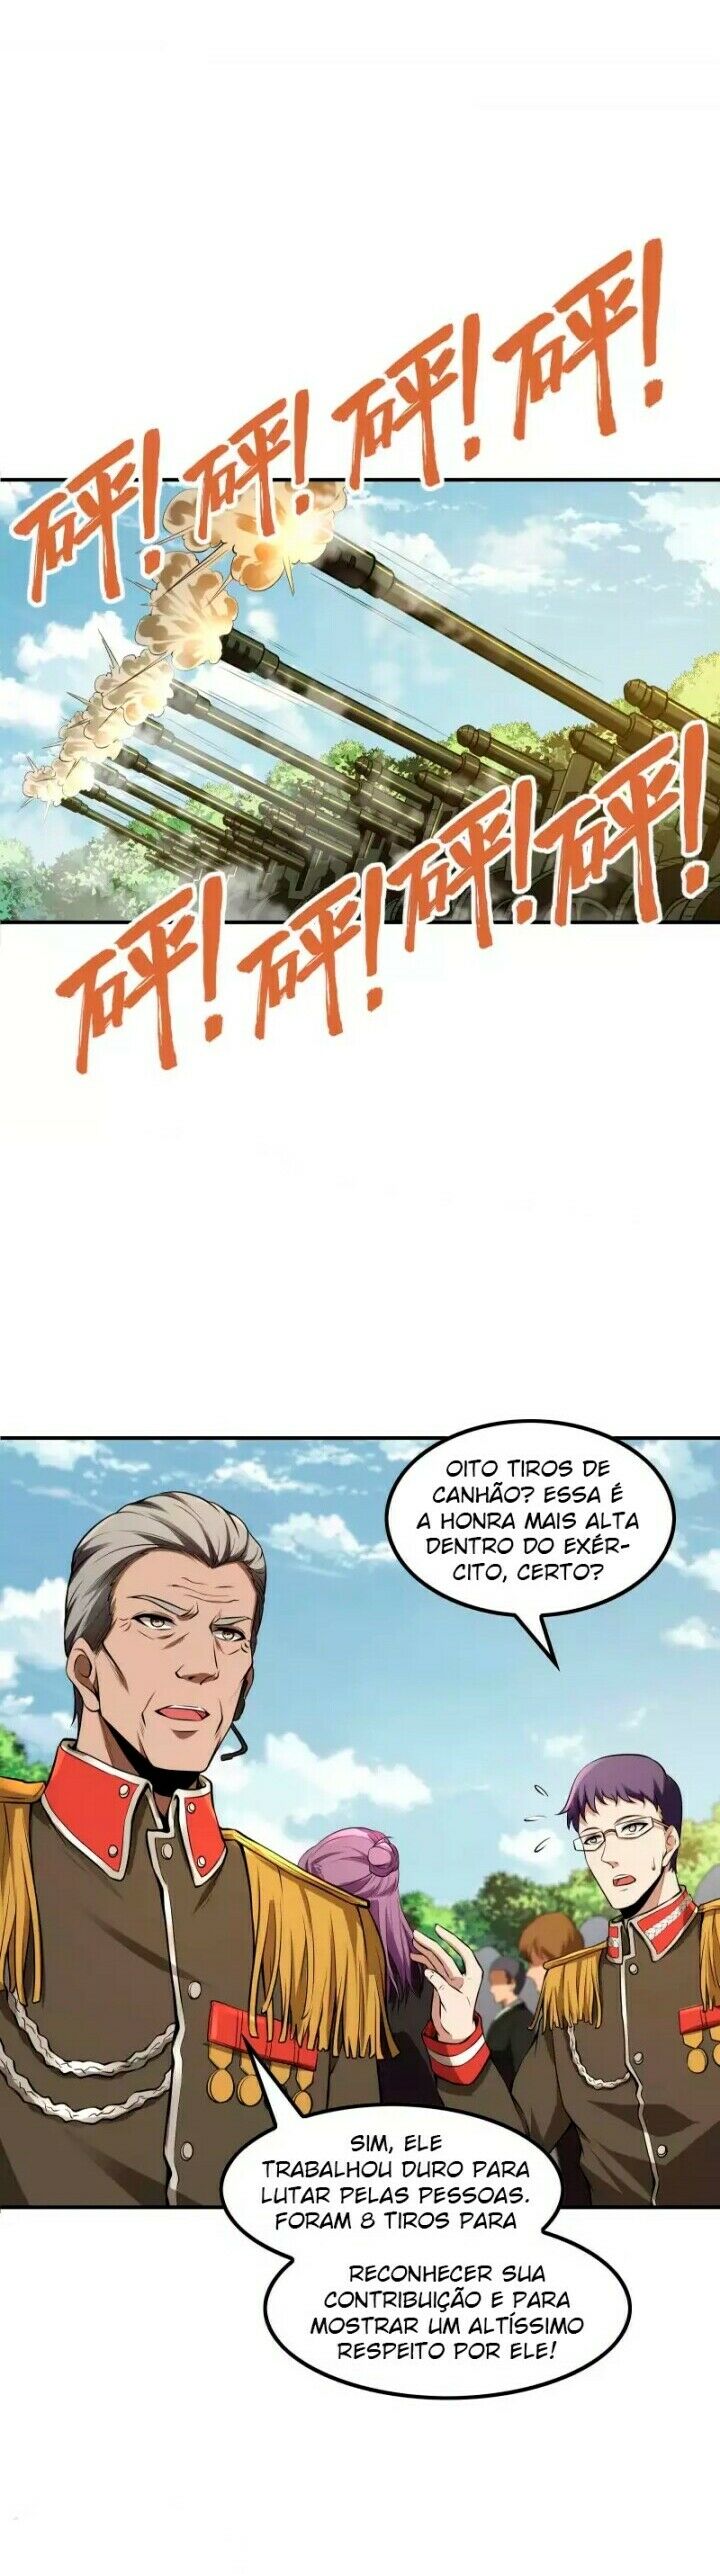 砰! 砰! 砰! 砰!
砰! 砰! 砰! 砰!
OITO TIROS DE
CANHÃO? ESSA É
A HONRA MAIS ALTA
DENTRO DO EXÉR-
CITO, CERTO?
SIM, ELE
TRABALHOU DURO PARA
LUTAR PELAS PESSOAS.
FORAM 8 TIROS PARA
RECONHECER SUA
CONTRIBUIÇÃO E PARA
MOSTRAR UM ALTÍSSIMO
RESPEITO POR ELE!